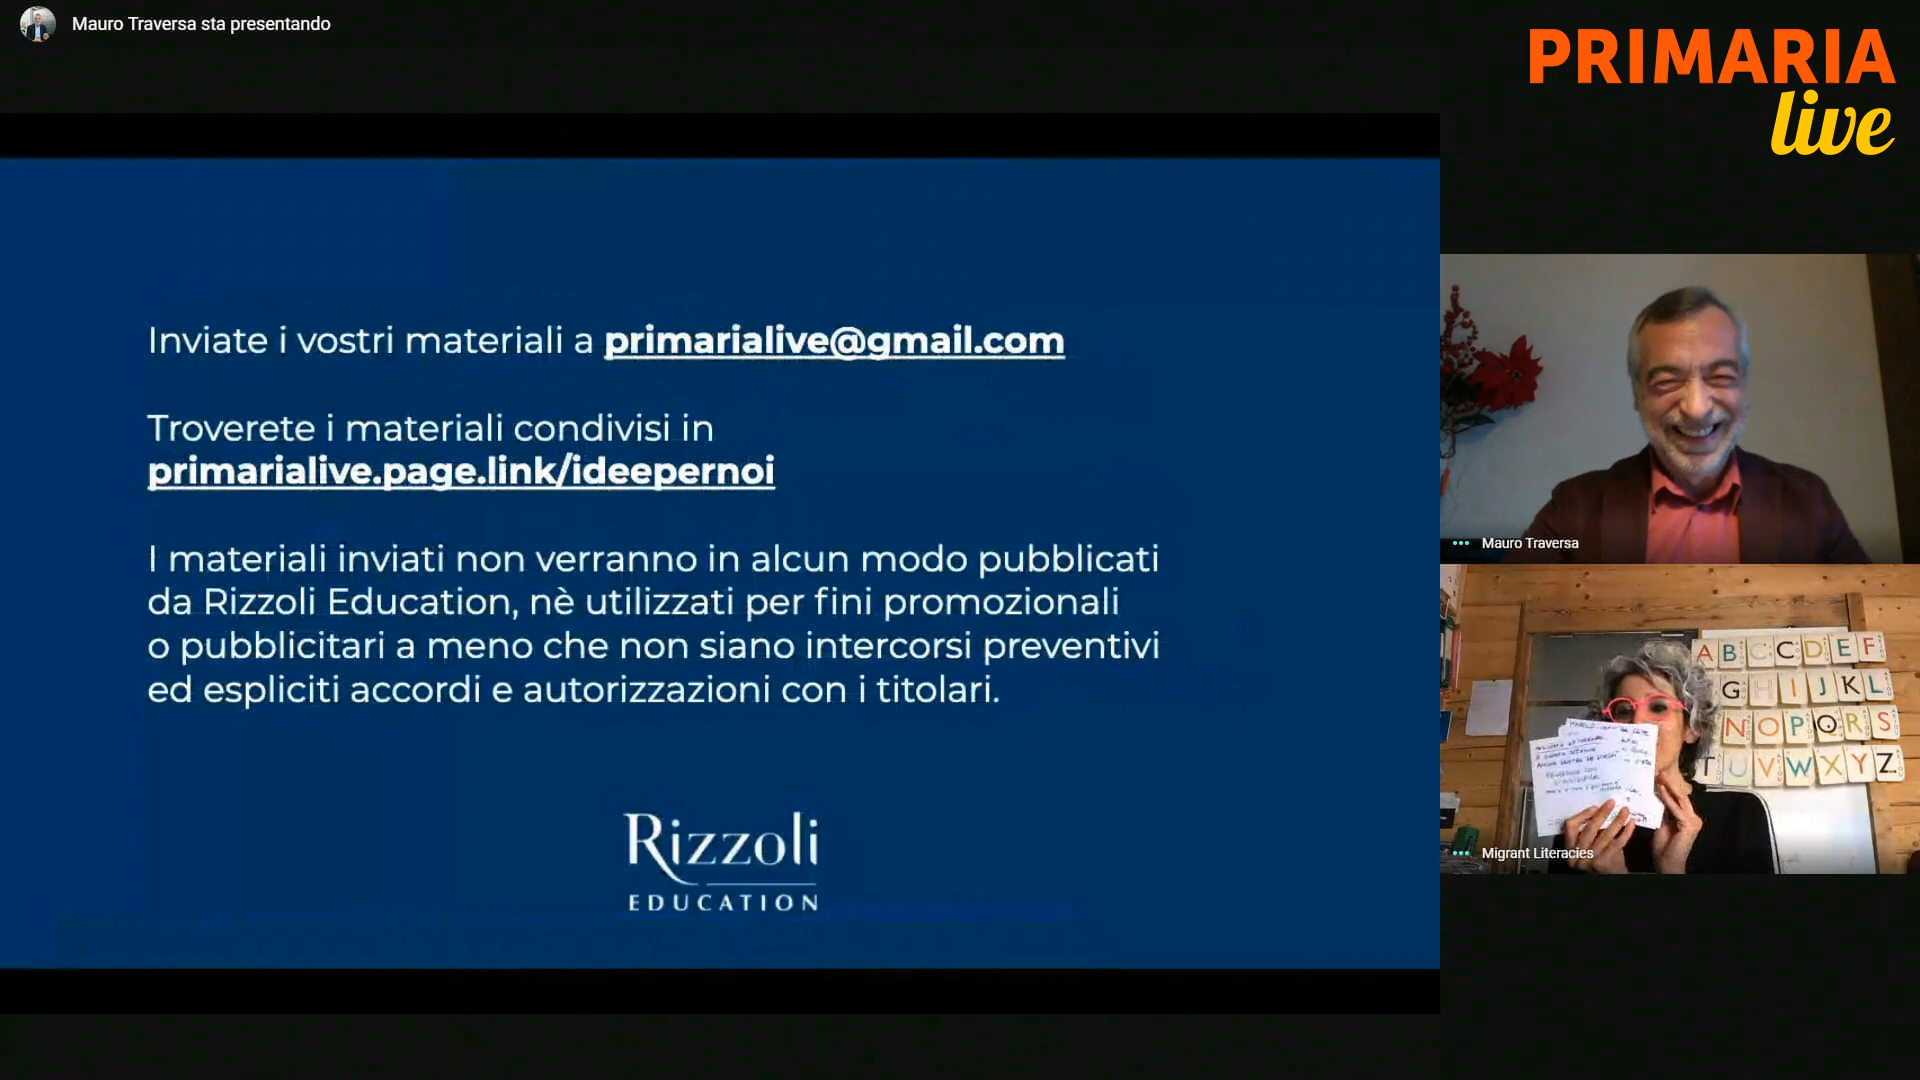 Mauro Traversa sta presentando
PRIMARIA
live
Inviate i vostri materiali a primarialive@gmail.com
Troverete i materiali condivisi in
primarialive.page.link/ideepernoi
I materiali inviati non verranno in alcun modo pubblicati
da Rizzoli Education, nè utilizzati per fini promozionali
o pubblicitari a meno che non siano intercorsi preventivi
ed espliciti accordi e autorizzazioni con i titolari.
Rizzoli
EDUCATION
Mauro Traversa
A B C C D E F
G H I J K L
N O P Q R S
T U V W X Y Z
Migrant Literacies